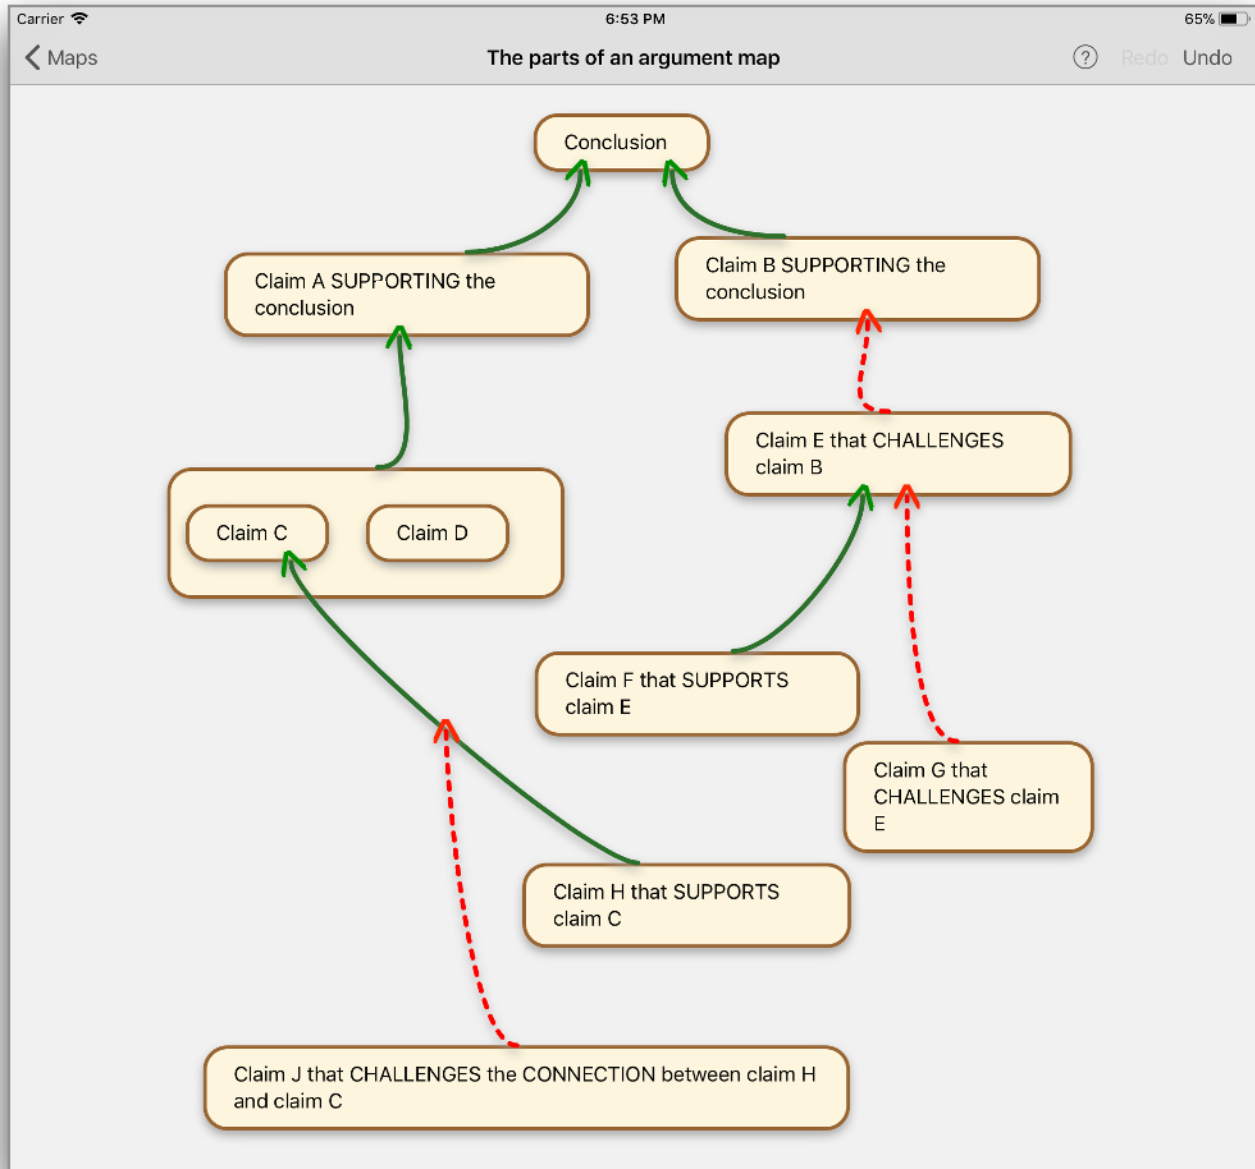 Carrier
6:53 PM
65%
Maps
The parts of an argument map
?
Redo
Undo
Conclusion
Claim A SUPPORTING the
conclusion
Claim B SUPPORTING the
conclusion
Claim E that CHALLENGES
claim B
Claim C
Claim D
Claim F that SUPPORTS
claim E
Claim G that
CHALLENGES claim
E
Claim H that SUPPORTS
claim C
Claim J that CHALLENGES the CONNECTION between claim H
and claim C